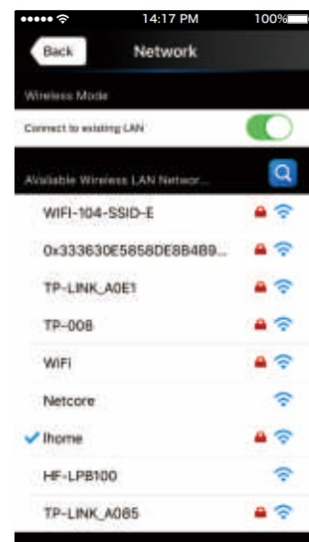 14:17 PM 100%
Back Network
Wireless Mode
Connect to existing LAN
Available Wireless LAN Networ...
WIFI-104-SSID-E
0x333630E5858DE8B4B9...
TP-LINK_A0E1
TP-008
WiFi
Netcore
Ihome
HF-LPB100
TP-LINK_A085